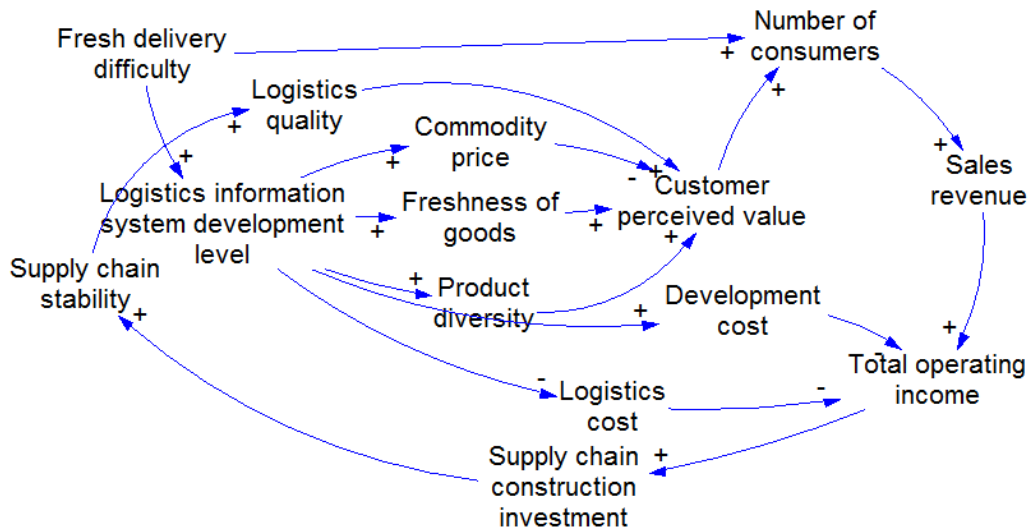 Fresh delivery
difficulty
Number of
consumers
+
+
Logistics
quality
+
Commodity
price
+
+
Sales
revenue
+
Logistics information
system development
level
- +
Customer
perceived value
Freshness of
goods
+
+
+
Supply chain
stability
+
+
Product
diversity
+
Development
cost
+
-
Total operating
income
-
Logistics
cost
-
Supply chain
construction
investment
+